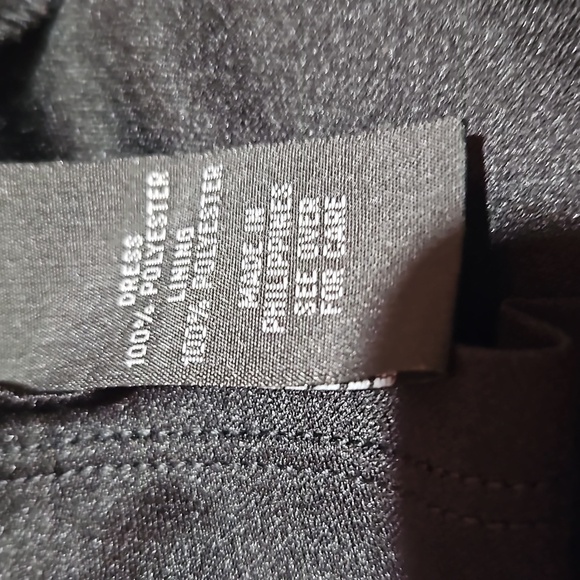 DRESS
100% POLYESTER
LINING
100% POLYESTER
MADE IN
PHILIPPINES
SEE OVER
FOR CARE